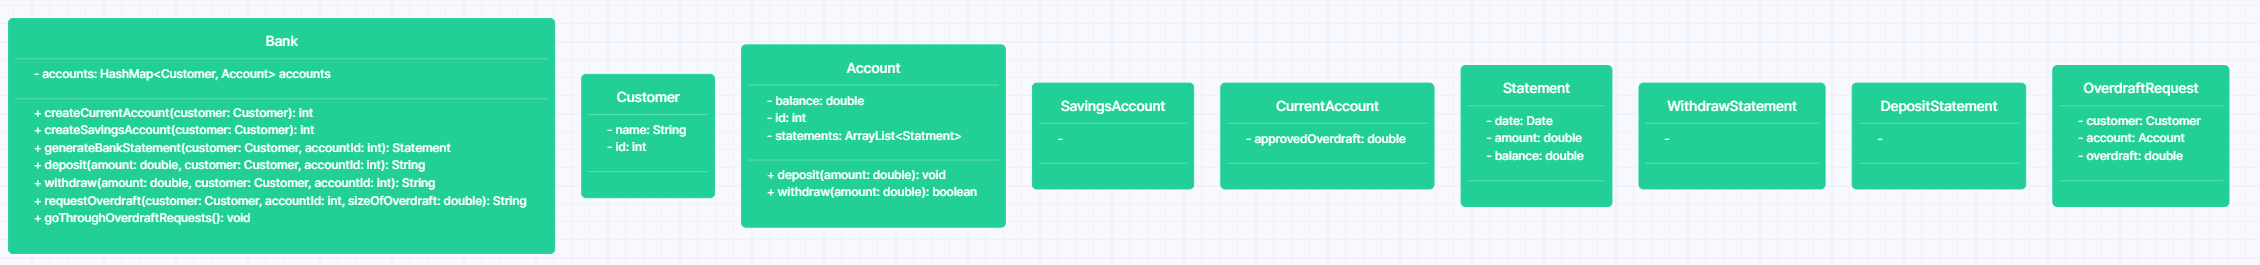 Bank
- accounts: HashMap<Customer, Account> accounts
+ createCurrentAccount(customer: Customer): int
+ createSavingsAccount(customer: Customer): int
+ generateBankStatement(customer: Customer, accountId: int): Statement
+ deposit(amount: double, customer: Customer, accountId: int): String
+ withdraw(amount: double, customer: Customer, accountId: int): String
+ requestOverdraft(customer: Customer, accountId: int, sizeOfOverdraft: double): String
+ goThroughOverdraftRequests(): void
Customer
- name: String
- id: int
Account
- balance: double
- id: int
- statements: ArrayList<Statment>
+ deposit(amount: double): void
+ withdraw(amount: double): boolean
SavingsAccount
-
CurrentAccount
- approvedOverdraft: double
Statement
- date: Date
- amount: double
- balance: double
WithdrawStatement
-
DepositStatement
-
OverdraftRequest
- customer: Customer
- account: Account
- overdraft: double